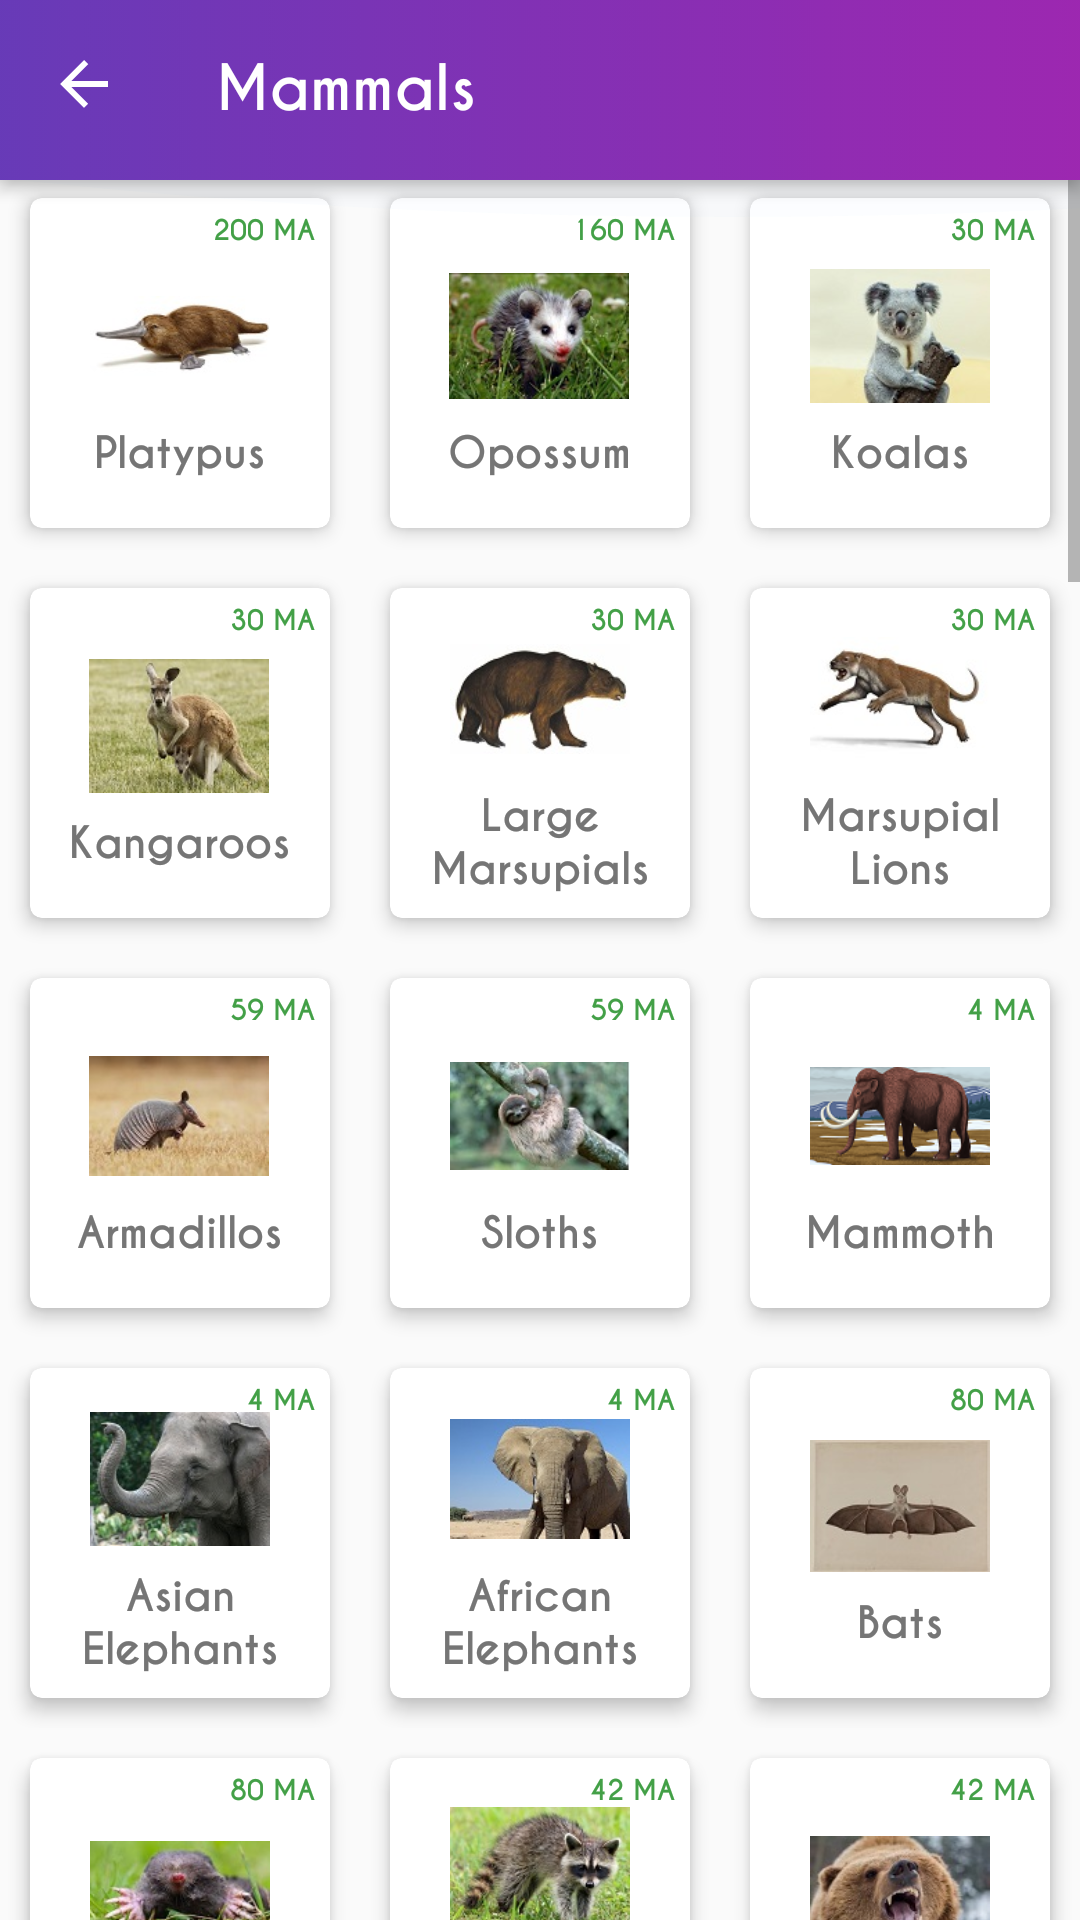 Mammals
200 MA
Platypus
160 MA
Opossum
30 MA
Koalas
30 MA
Kangaroos
30 MA
Large
Marsupials
30 MA
Marsupial
Lions
59 MA
Armadillos
59 MA
Sloths
4 MA
Mammoth
4 MA
Asian
Elephants
4 MA
African
Elephants
80 MA
Bats
80 MA
42 MA
42 MA